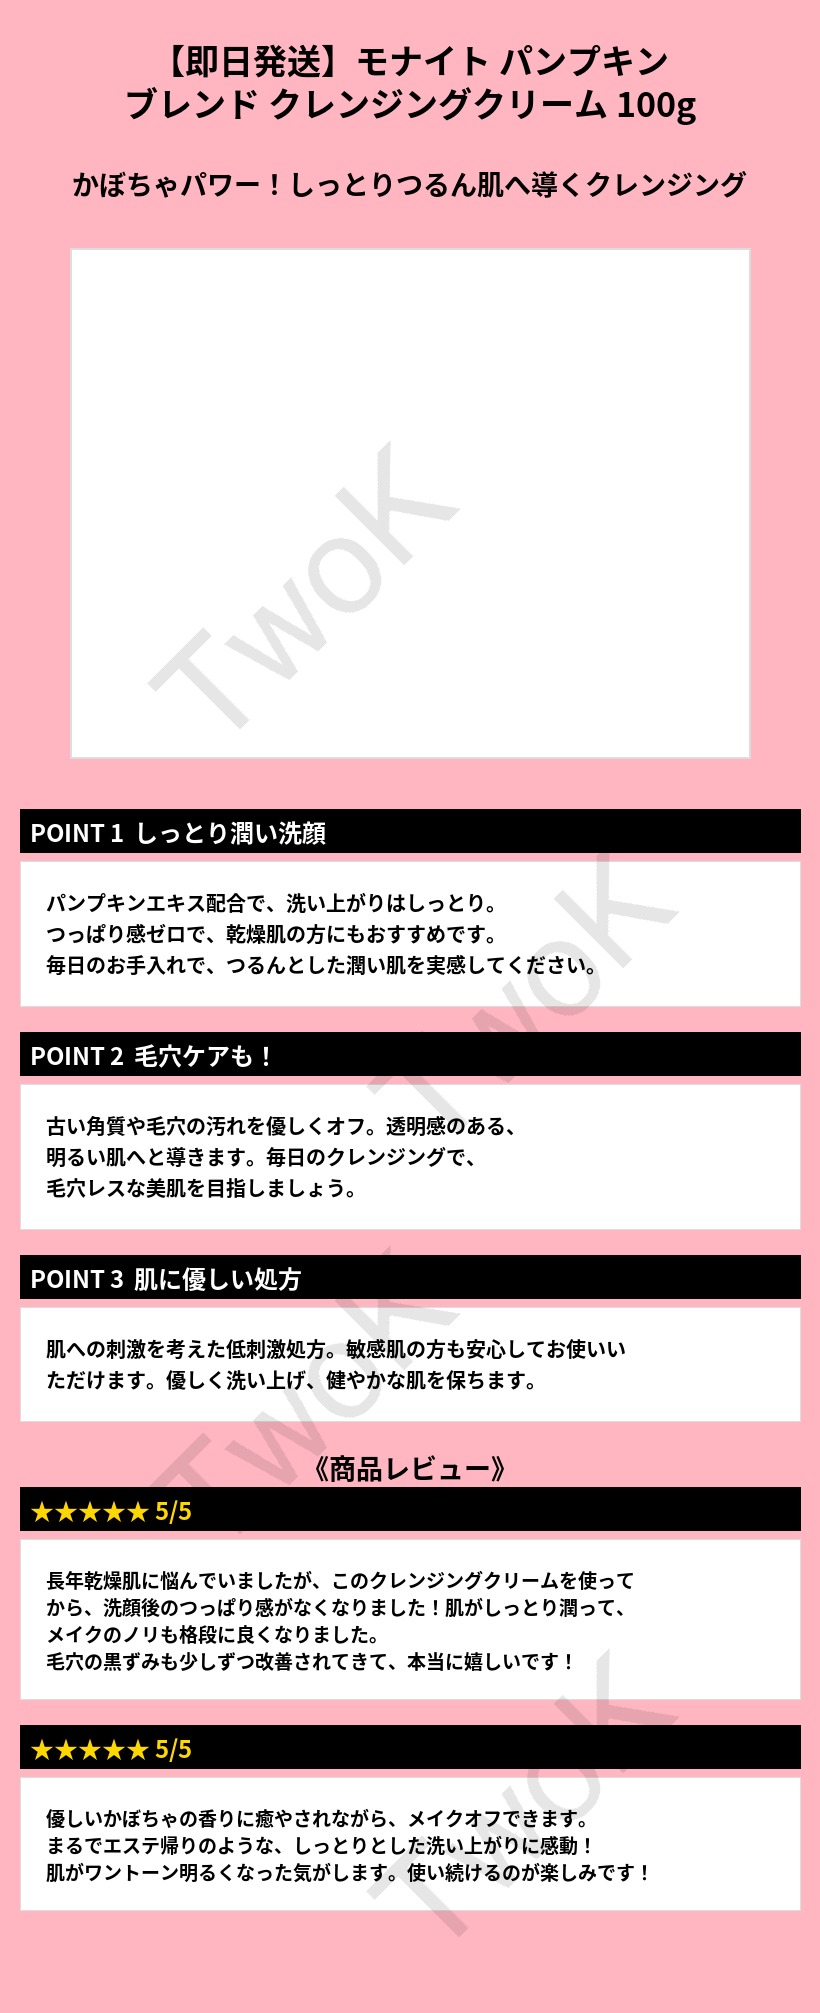 【即日発送】モナイト パンプキン
ブレンド クレンジングクリーム 100g
かぼちゃパワー！しっとりつるん肌へ導くクレンジング
TwoK
POINT 1 しっとり潤い洗顔
パンプキンエキス配合で、洗い上がりはしっとり。
つっぱり感ゼロで、乾燥肌の方にもおすすめです。
毎日のお手入れで、つるんとした潤い肌を実感してください。
TwoK
POINT 2 毛穴ケアも！
古い角質や毛穴の汚れを優しくオフ。透明感のある、
明るい肌へと導きます。毎日のクレンジングで、
毛穴レスな美肌を目指しましょう。
POINT 3 肌に優しい処方
肌への刺激を考えた低刺激処方。敏感肌の方も安心してお使いい
ただけます。優しく洗い上げ、健やかな肌を保ちます。
TwoK
《商品レビュー》
★★★★★ 5/5
長年乾燥肌に悩んでいましたが、このクレンジングクリームを使って
から、洗顔後のつっぱり感がなくなりました！肌がしっとり潤って、
メイクのノリも格段に良くなりました。
毛穴の黒ずみも少しずつ改善されてきて、本当に嬉しいです！
★★★★★ 5/5
優しいかぼちゃの香りに癒やされながら、メイクオフできます。
まるでエステ帰りのような、しっとりとした洗い上がりに感動！
肌がワントーン明るくなった気がします。使い続けるのが楽しみです！
TwoK